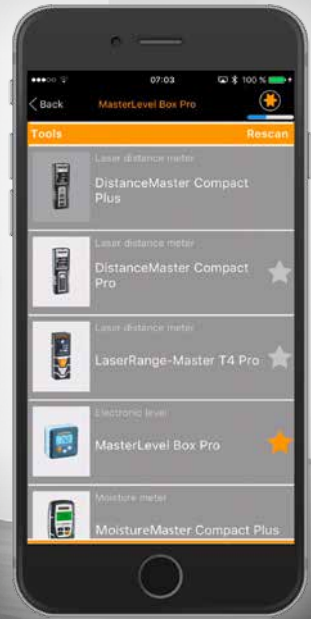 07:03
100 %
Back
MasterLevel Box Pro
Tools
Rescan
Laser distance meter
DistanceMaster Compact
Plus
Laser distance meter
DistanceMaster Compact
Pro
Laser distance meter
LaserRange-Master T4 Pro
Electronic level
MasterLevel Box Pro
Moisture meter
MoistureMaster Compact Plus